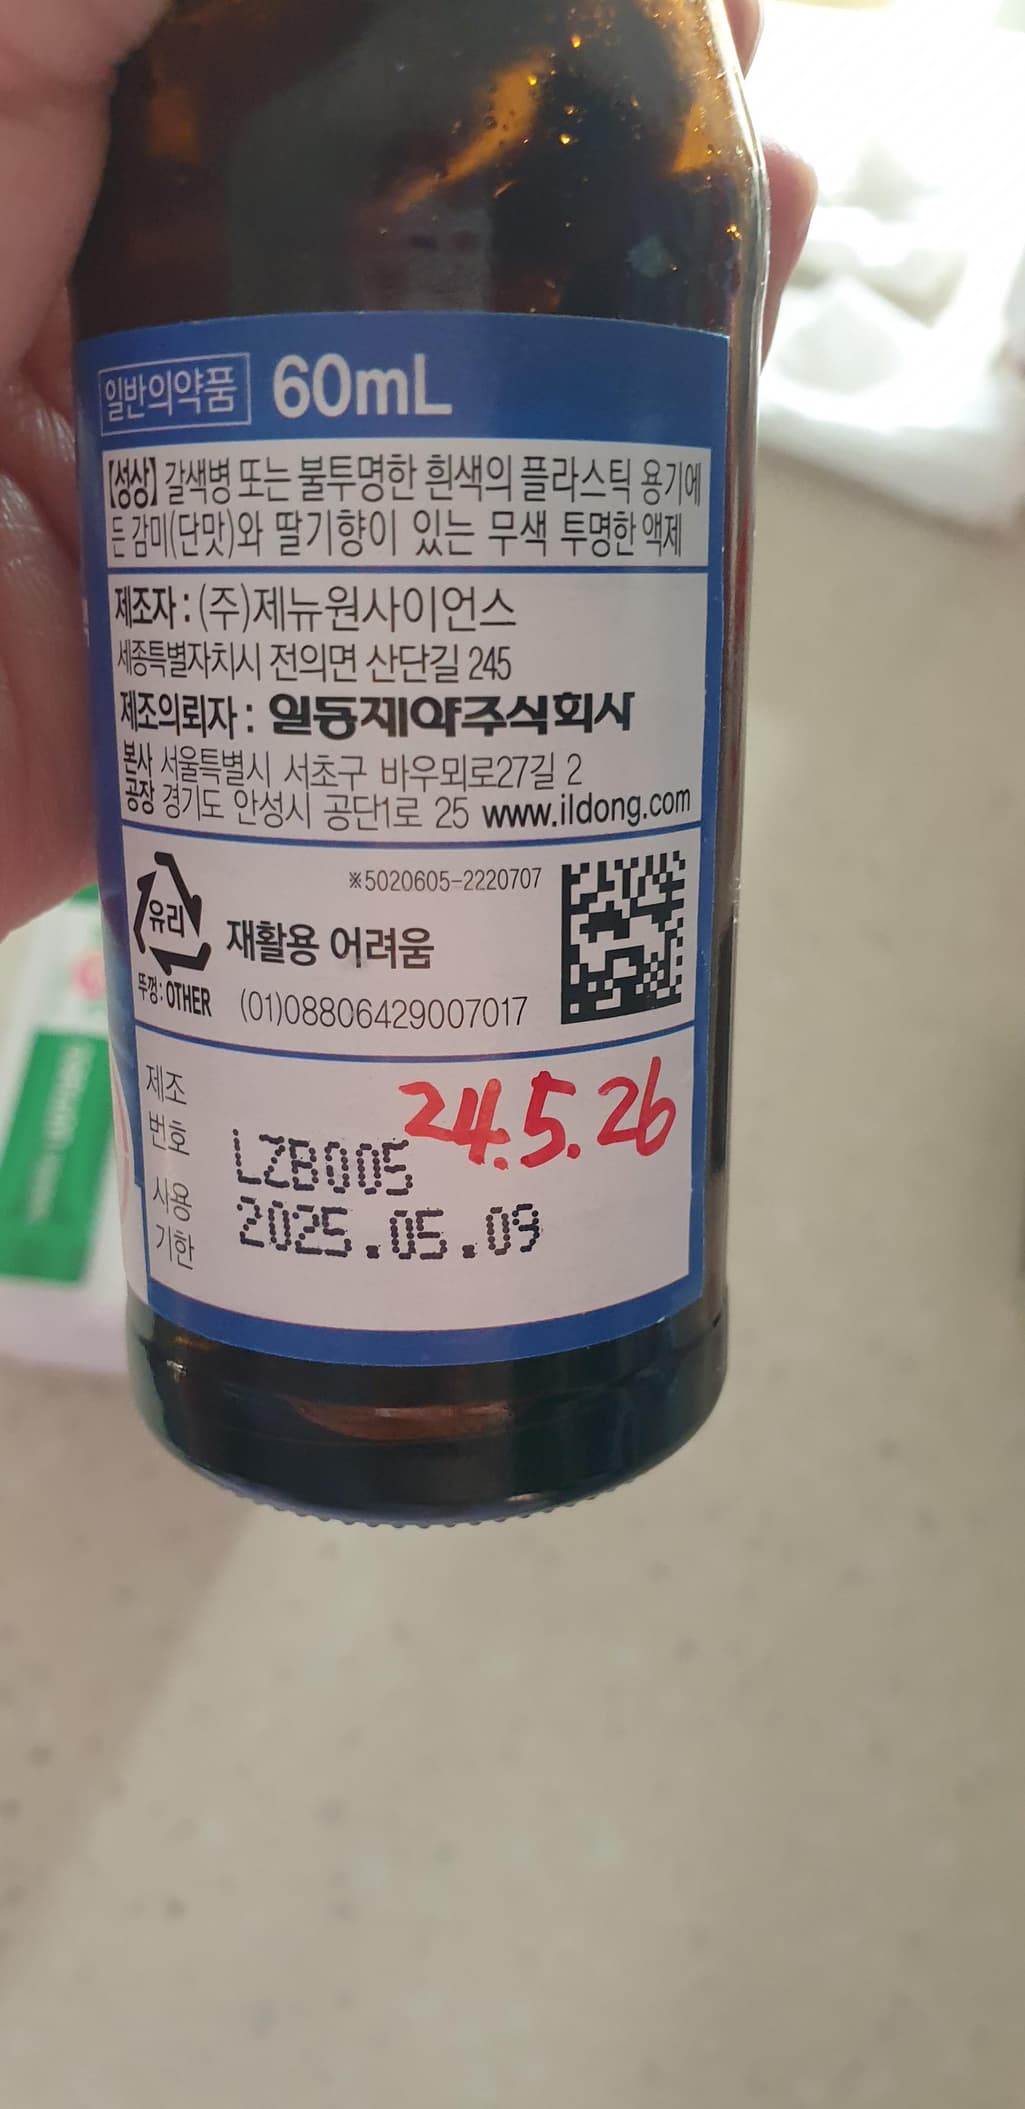 일반의약품 60mL
【성상】 갈색병 또는 불투명한 흰색의 플라스틱 용기에
든 감미(단맛)와 딸기향이 있는 무색 투명한 액제
제조자 : (주)제뉴원사이언스
세종특별자치시 전의면 산단길 245
제조의뢰자 : 일동제약주식회사
본사 서울특별시 서초구 바우뫼로27길 2
공장 경기도 안성시 공단1로 25 www.ildong.com
※5020605-2220707
유리
재활용 어려움
뚜껑: OTHER
(01)08806429007017
24.5.26
제조
번호
LZB005
사용
기한
2025.05.09